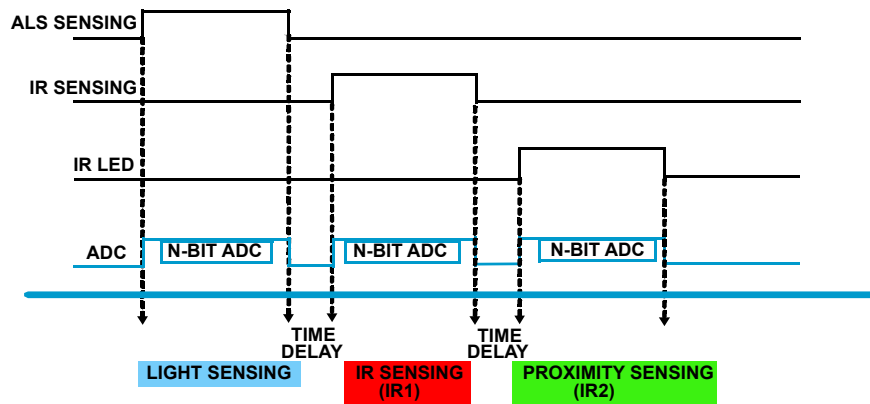 ALS SENSING
IR SENSING
IR LED
ADC
N-BIT ADC
N-BIT ADC
N-BIT ADC
TIME
DELAY
TIME
DELAY
LIGHT SENSING
IR SENSING
(IR1)
PROXIMITY SENSING
(IR2)